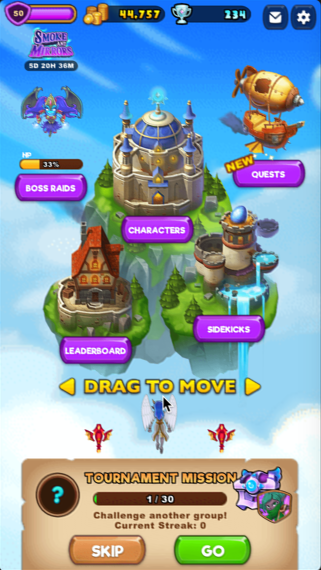 50
44,757
234
SMOKE AND MIRRORS
5D 20H 36M
HP
33%
BOSS RAIDS
CHARACTERS
NEW
QUESTS
SIDEKICKS
LEADERBOARD
DRAG TO MOVE
TOURNAMENT MISSION
?
1 / 30
Challenge another group!
Current Streak: 0
SKIP
GO